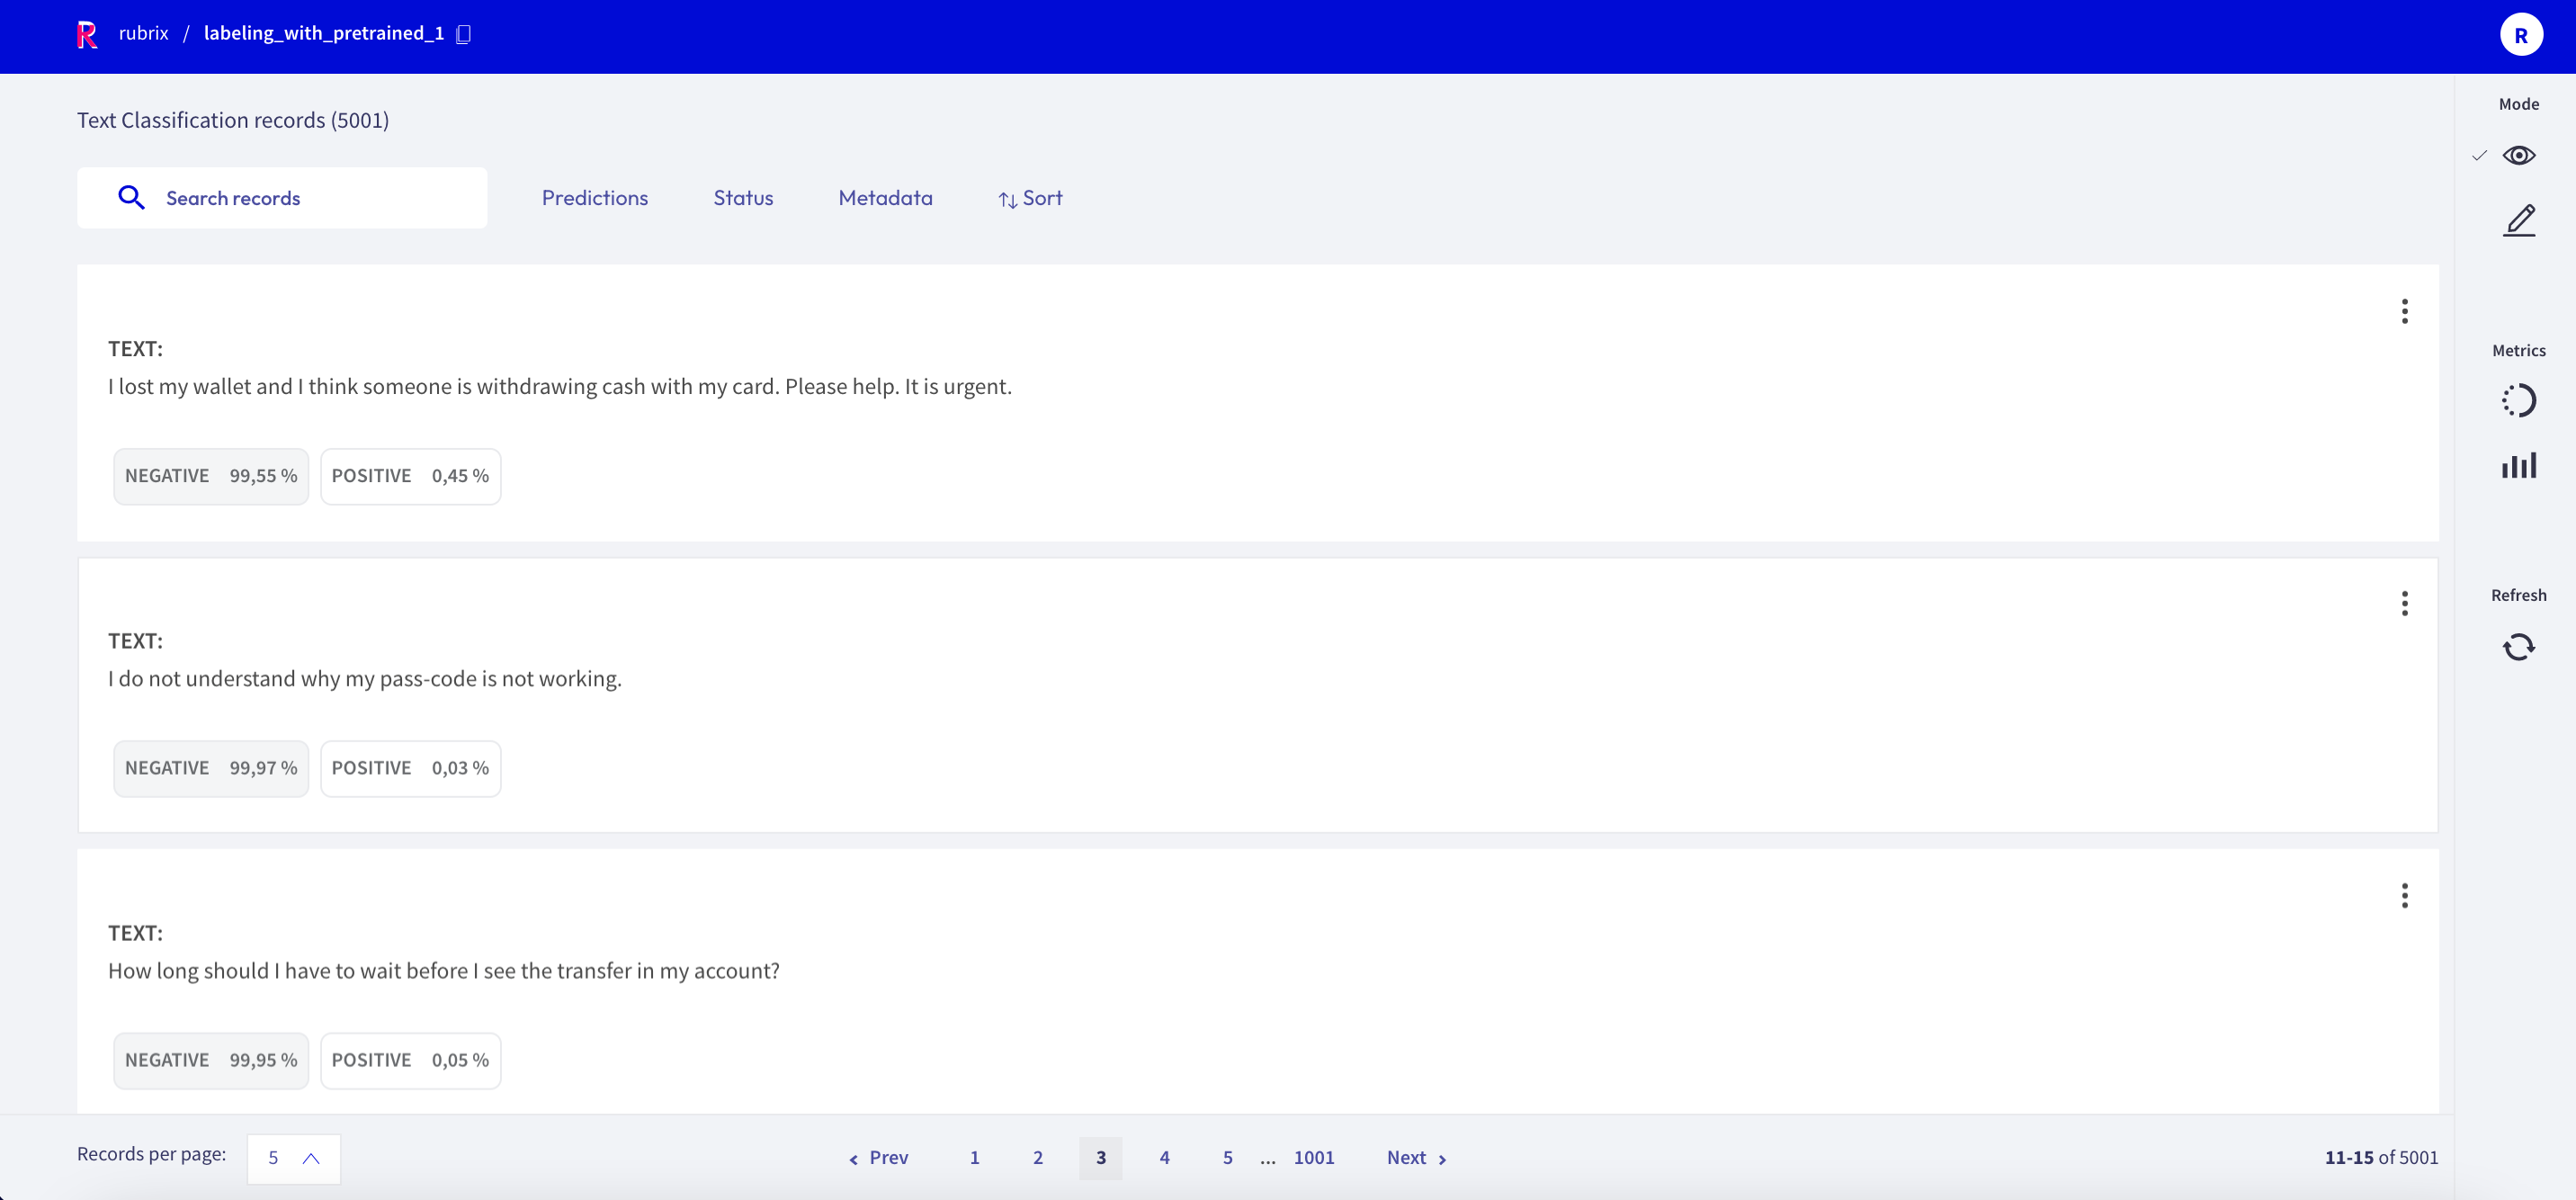 R rubrix / labeling_with_pretrained_1
R
Text Classification records (5001)
Search records Predictions Status Metadata Sort
TEXT:
I lost my wallet and I think someone is withdrawing cash with my card. Please help. It is urgent.
NEGATIVE 99,55 % POSITIVE 0,45 %
TEXT:
I do not understand why my pass-code is not working.
NEGATIVE 99,97 % POSITIVE 0,03 %
TEXT:
How long should I have to wait before I see the transfer in my account?
NEGATIVE 99,95 % POSITIVE 0,05 %
Records per page: 5 Prev 1 2 3 4 5 ... 1001 Next 11-15 of 5001
Mode
Metrics
Refresh